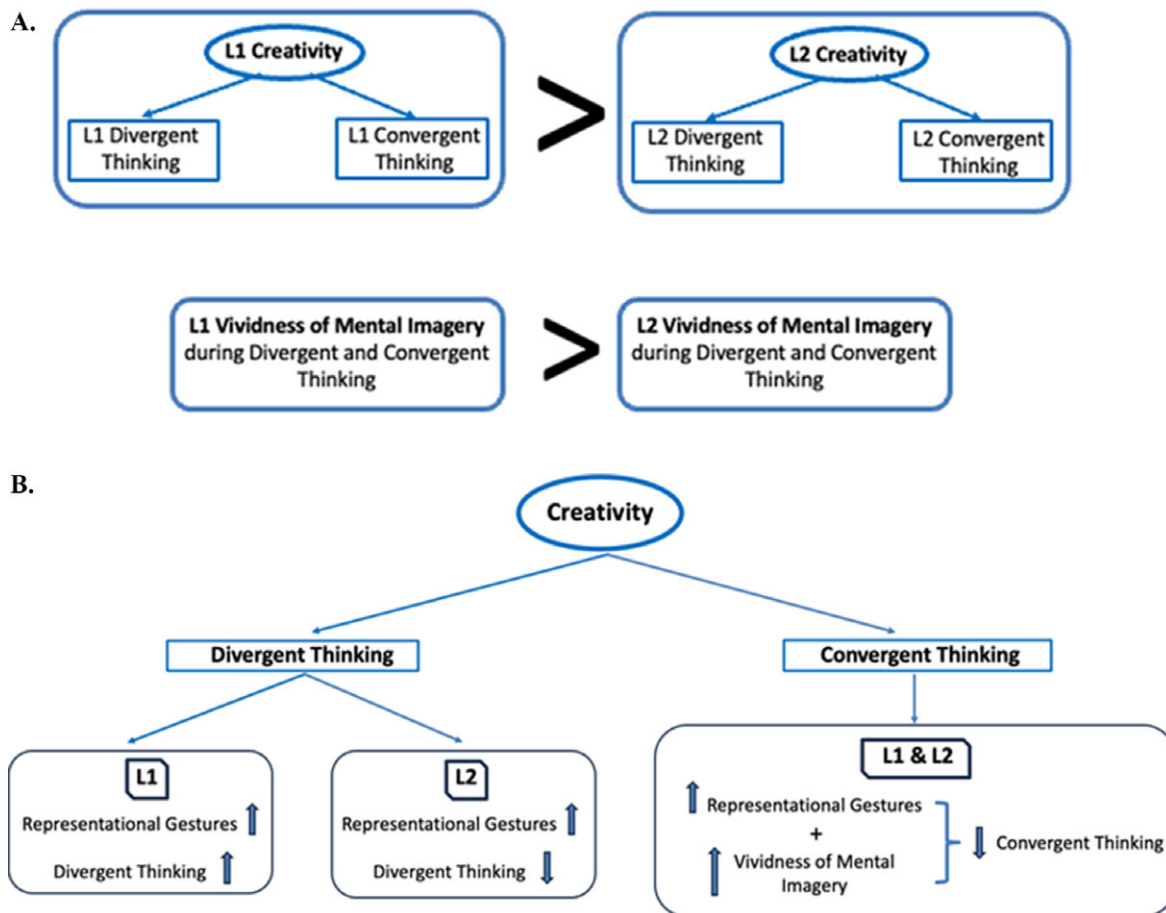 A.
L1 Creativity
L1 Divergent
Thinking
L1 Convergent
Thinking
>
L2 Creativity
L2 Divergent
Thinking
L2 Convergent
Thinking
L1 Vividness of Mental Imagery
during Divergent and Convergent
Thinking
>
L2 Vividness of Mental Imagery
during Divergent and Convergent
Thinking
B.
Creativity
Divergent Thinking
Convergent Thinking
L1
Representational Gestures
Divergent Thinking
L2
Representational Gestures
Divergent Thinking
L1 & L2
Representational Gestures
+
Vividness of Mental
Imagery
Convergent Thinking